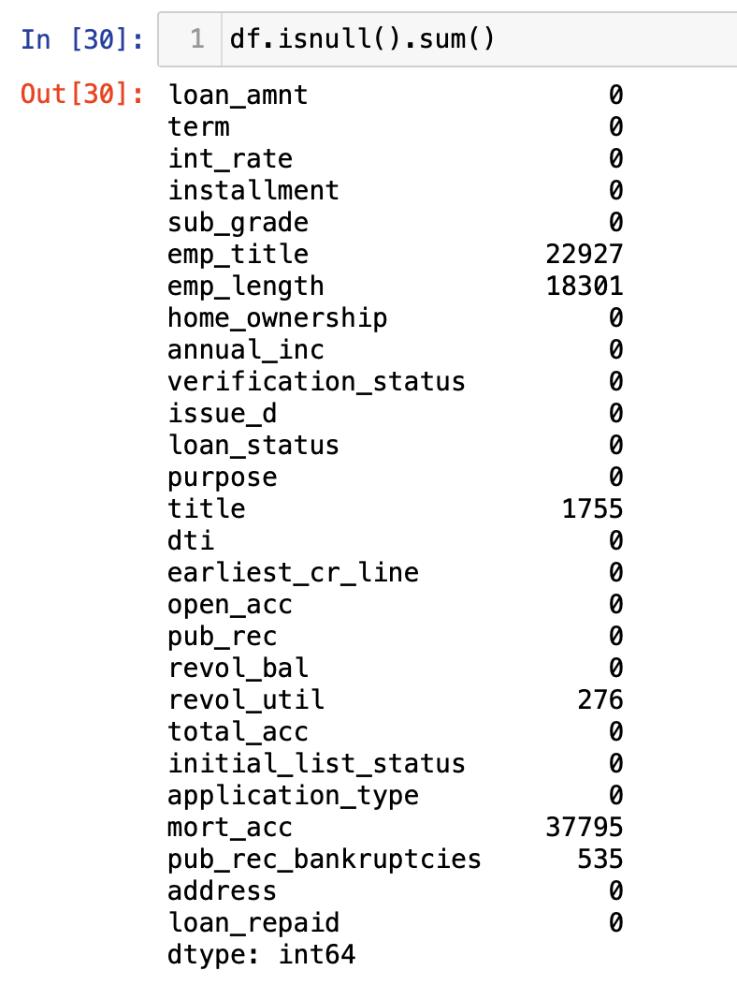 In [30]: 1 df.isnull().sum()
Out[30]: loan_amnt 0
term 0
int_rate 0
installment 0
sub_grade 0
emp_title 22927
emp_length 18301
home_ownership 0
annual_inc 0
verification_status 0
issue_d 0
loan_status 0
purpose 0
title 1755
dti 0
earliest_cr_line 0
open_acc 0
pub_rec 0
revol_bal 0
revol_util 276
total_acc 0
initial_list_status 0
application_type 0
mort_acc 37795
pub_rec_bankruptcies 535
address 0
loan_repaid 0
dtype: int64